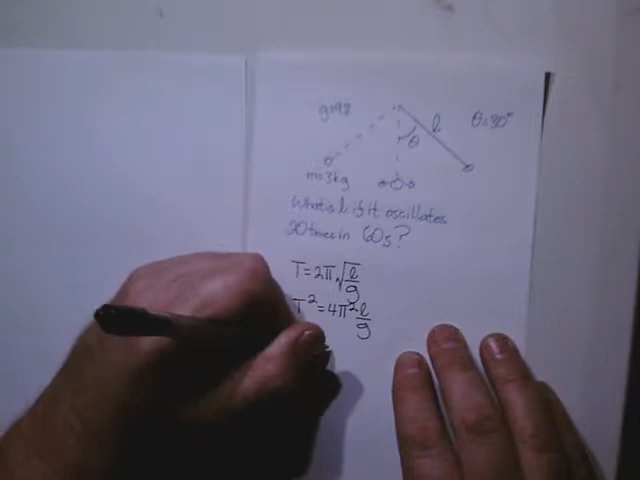 g=9.8
l
θ=30°
θ
m=3kg
What is l if it oscillates
20 times in 60s?
T=2π√l/g
T²=4π²l/g